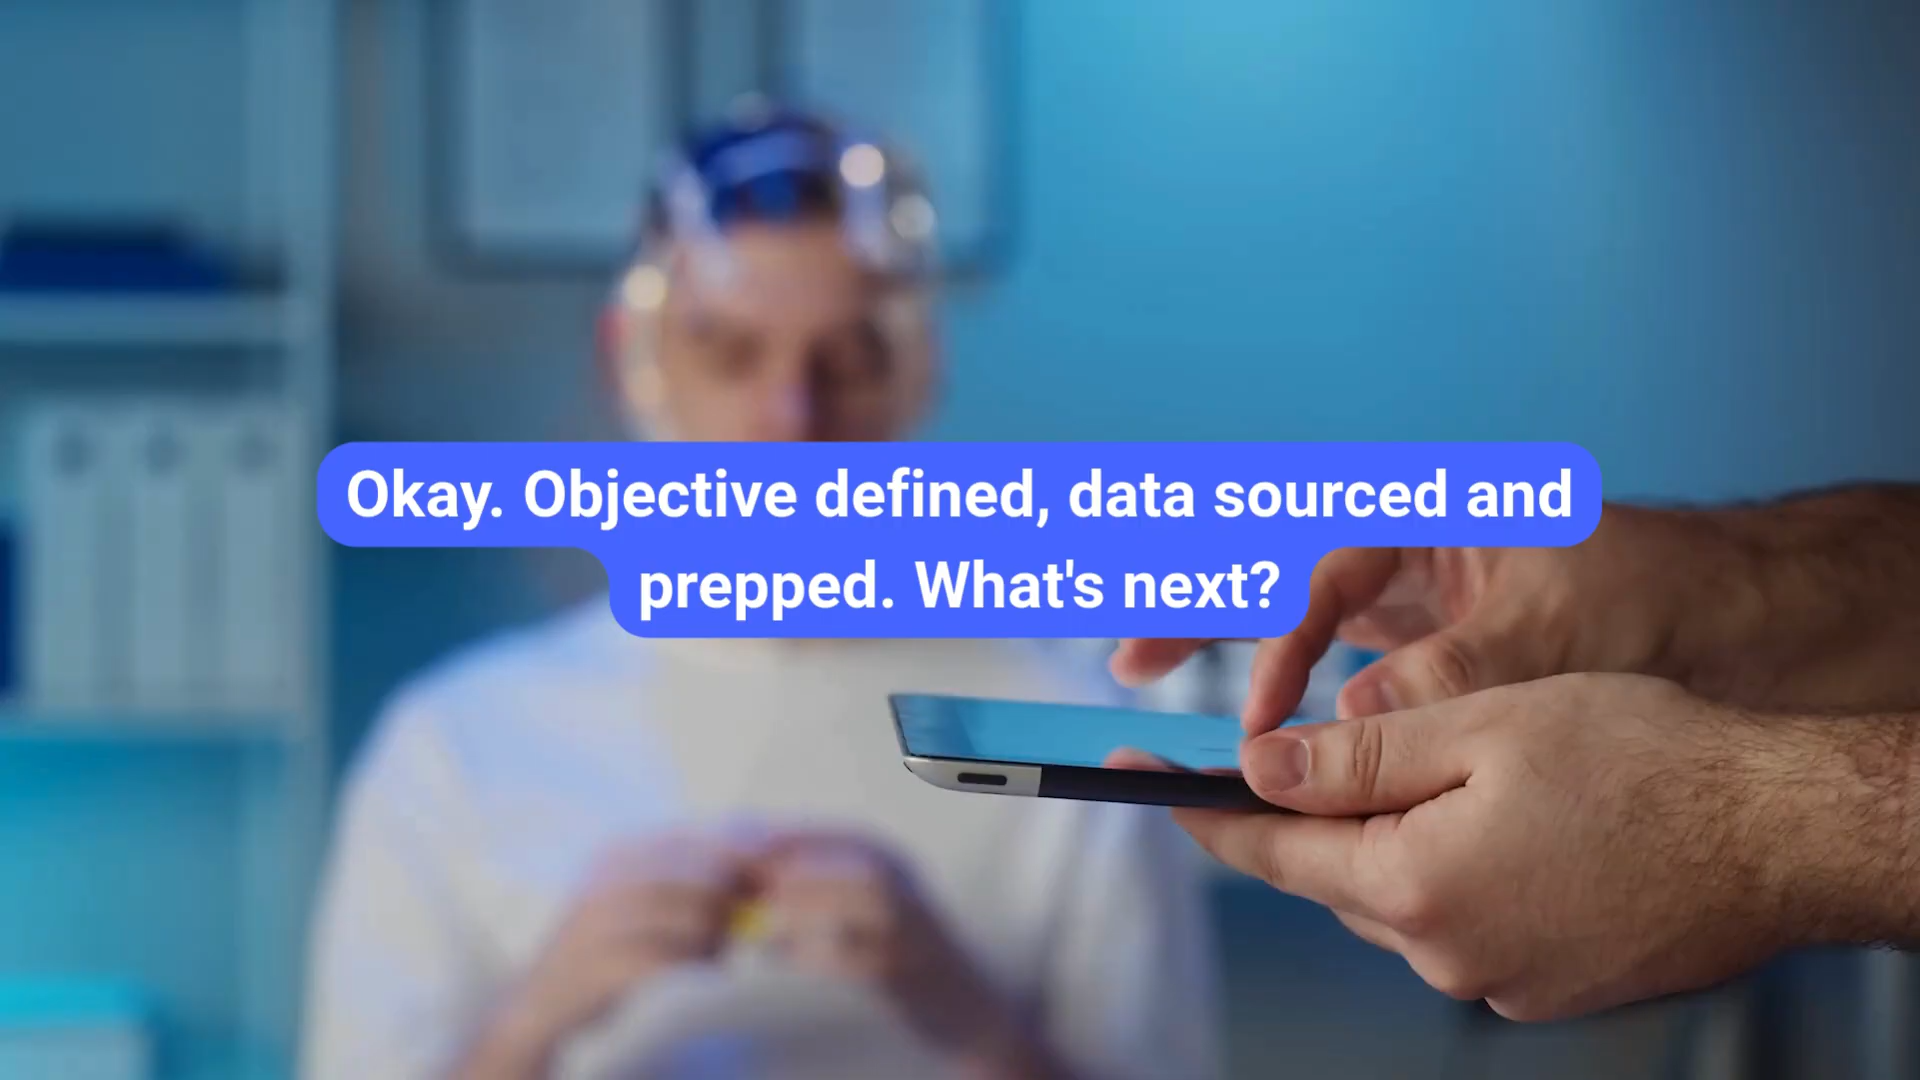 Okay. Objective defined, data sourced and
prepped. What's next?